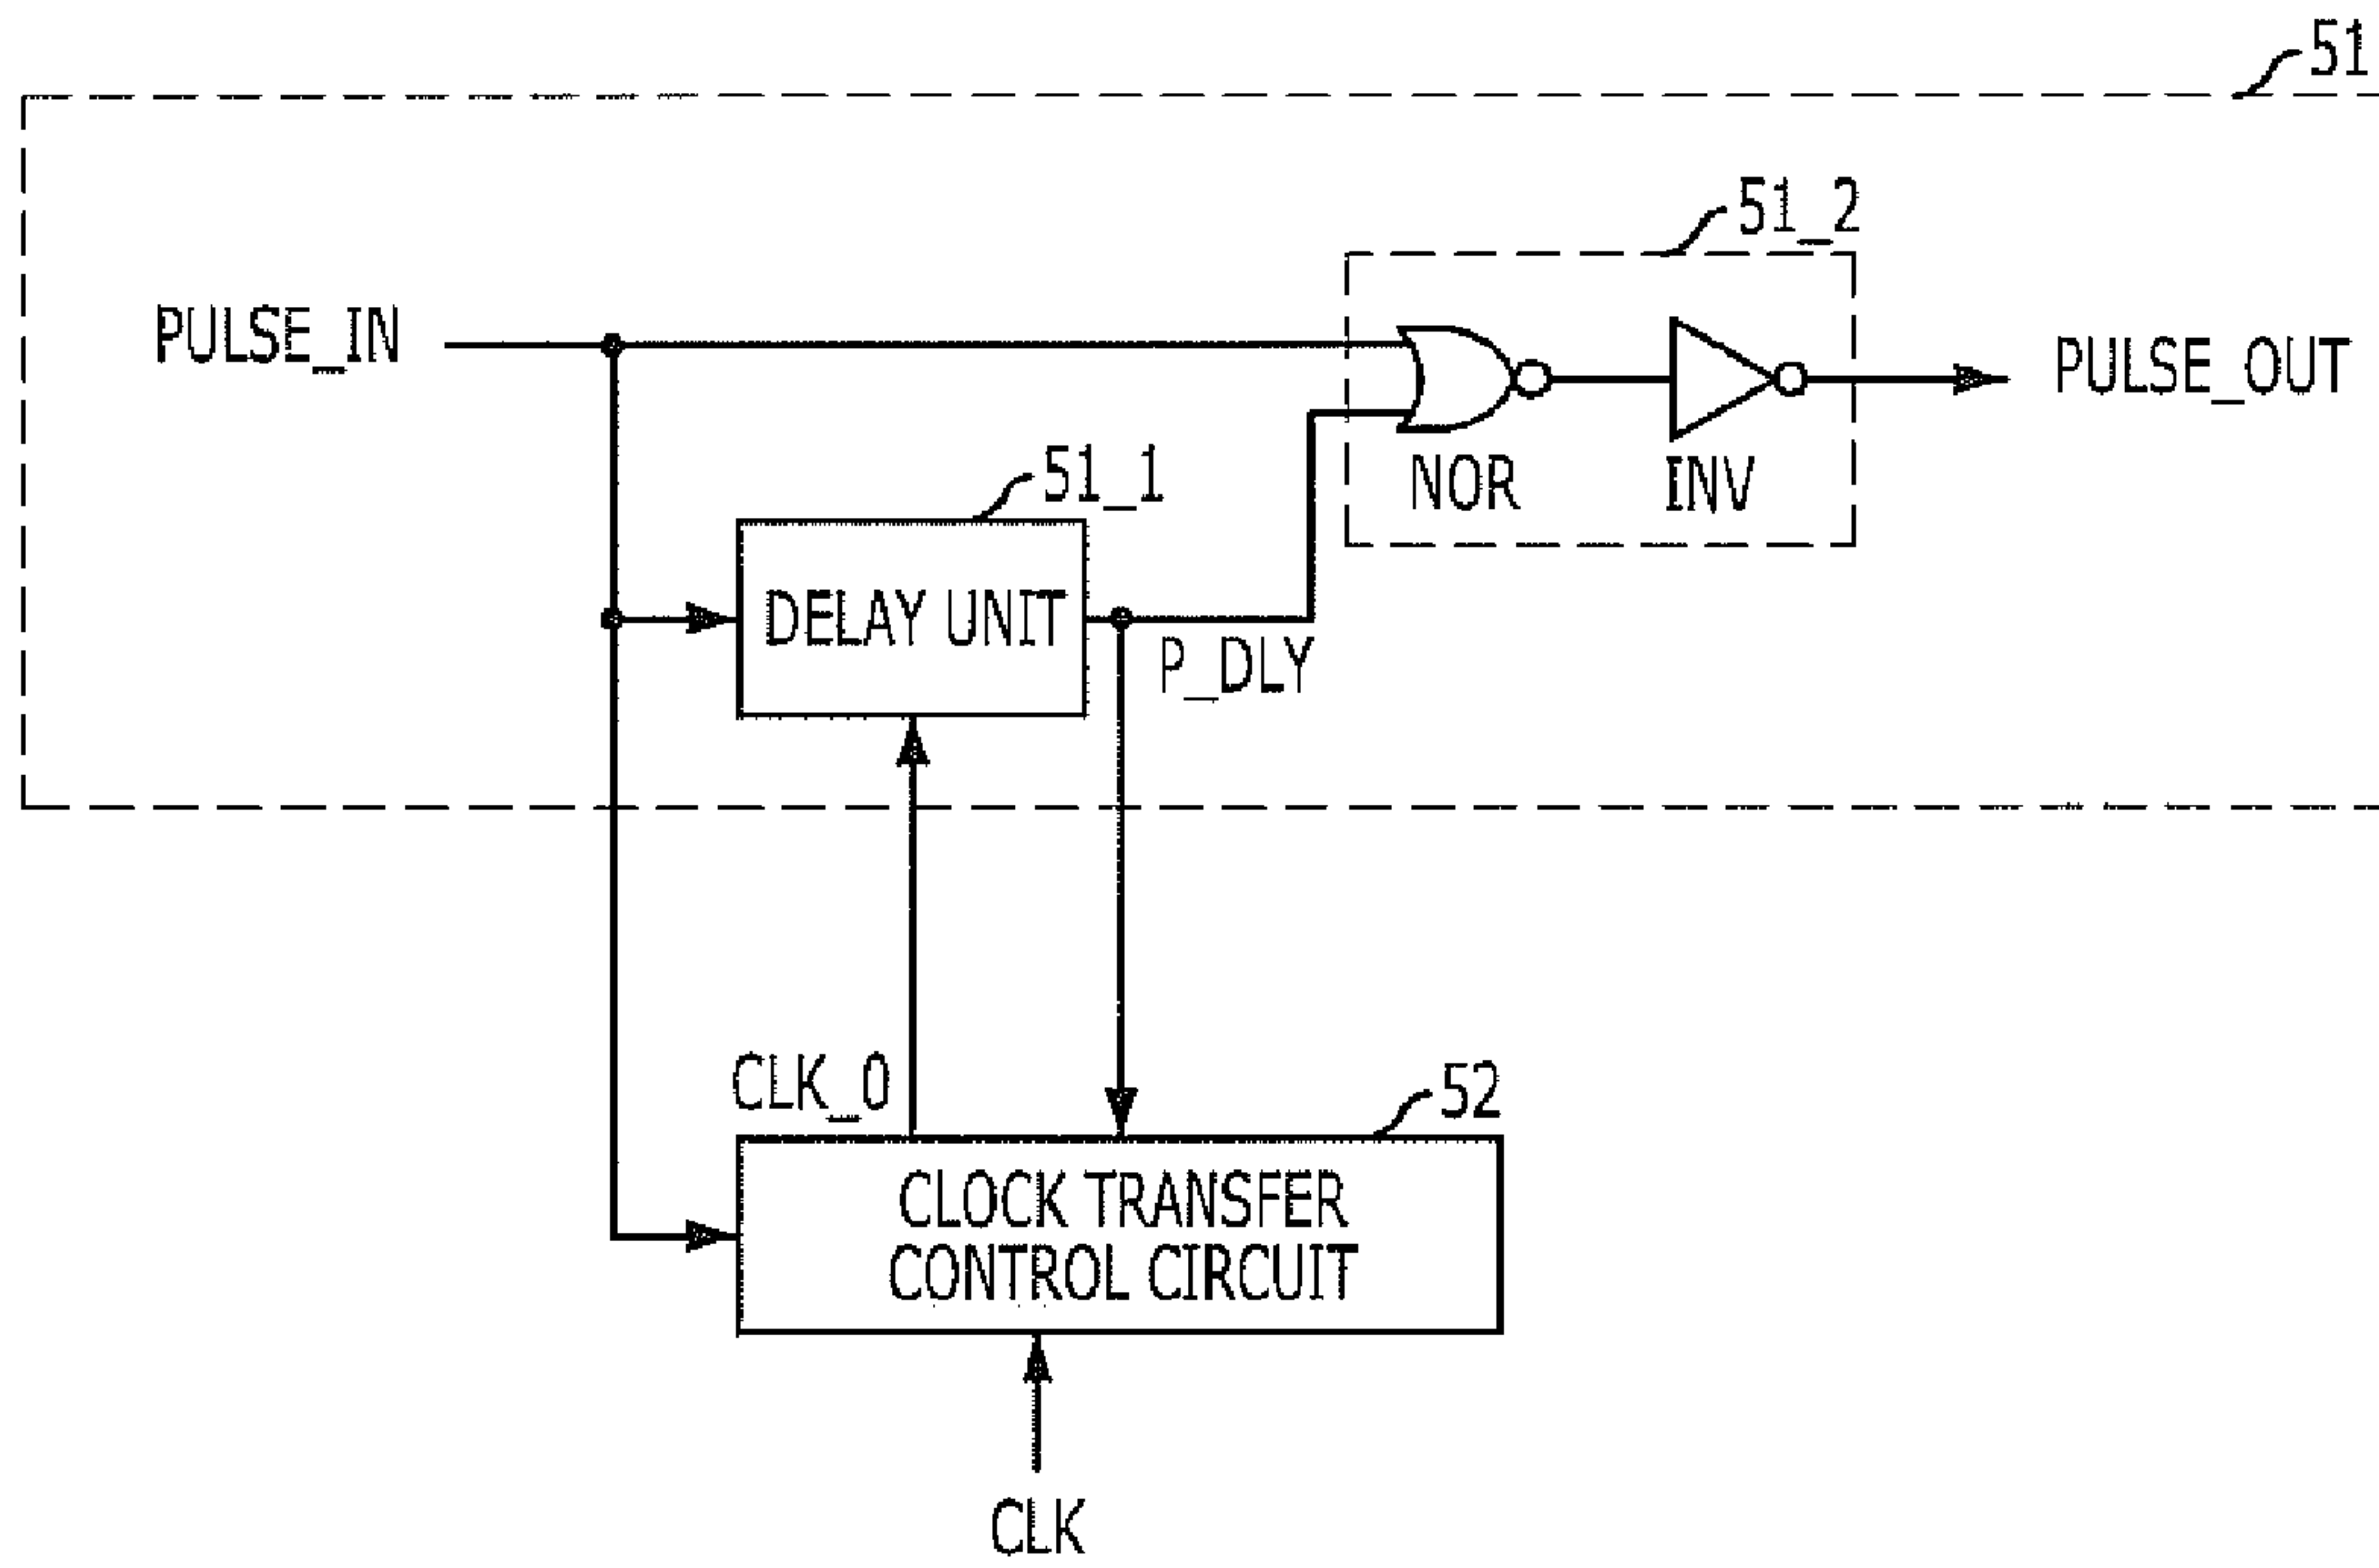 51
51_2
PULSE_IN
PULSE_OUT
NOR
INV
51_1
DELAY UNIT
P_DLY
CLK_0
52
CLOCK TRANSFER
CONTROL CIRCUIT
CLK